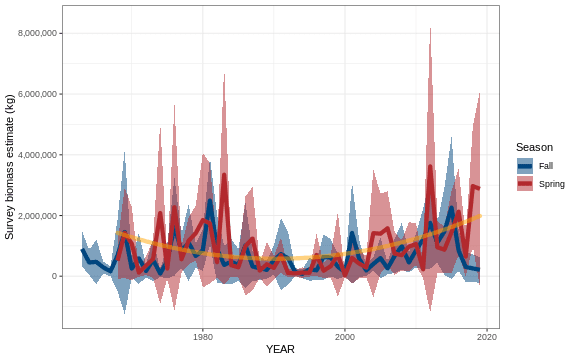 8,000,000
6,000,000
4,000,000
2,000,000
0
Survey biomass estimate (kg)
1980
2000
2020
YEAR
Season
Fall
Spring